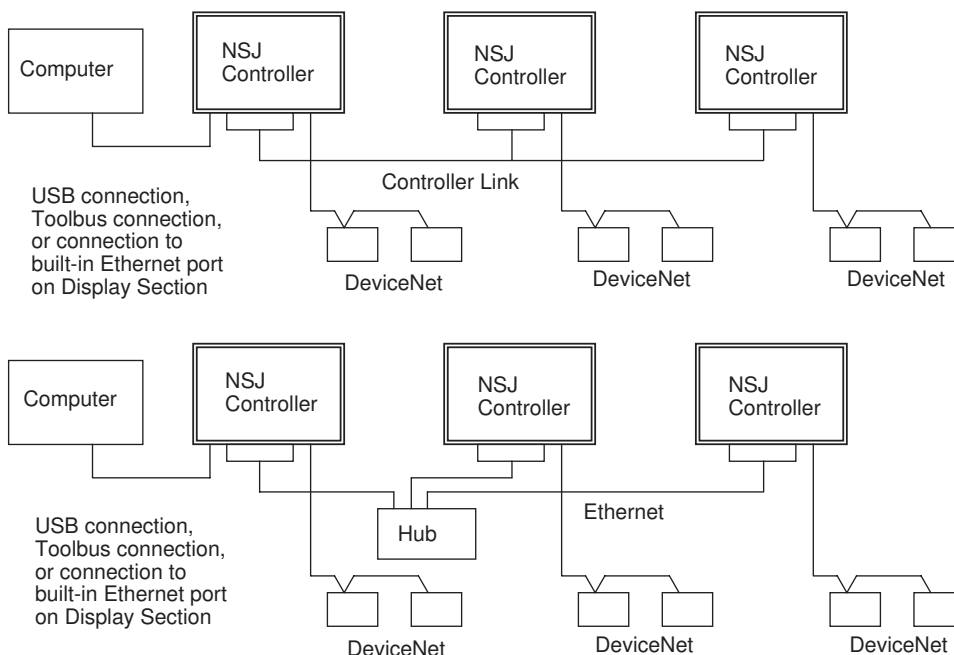 Computer
NSJ
Controller
NSJ
Controller
NSJ
Controller
Controller Link
USB connection,
Toolbus connection,
or connection to
built-in Ethernet port
on Display Section
DeviceNet
DeviceNet
DeviceNet
Computer
NSJ
Controller
NSJ
Controller
NSJ
Controller
Ethernet
Hub
USB connection,
Toolbus connection,
or connection to
built-in Ethernet port
on Display Section
DeviceNet
DeviceNet
DeviceNet